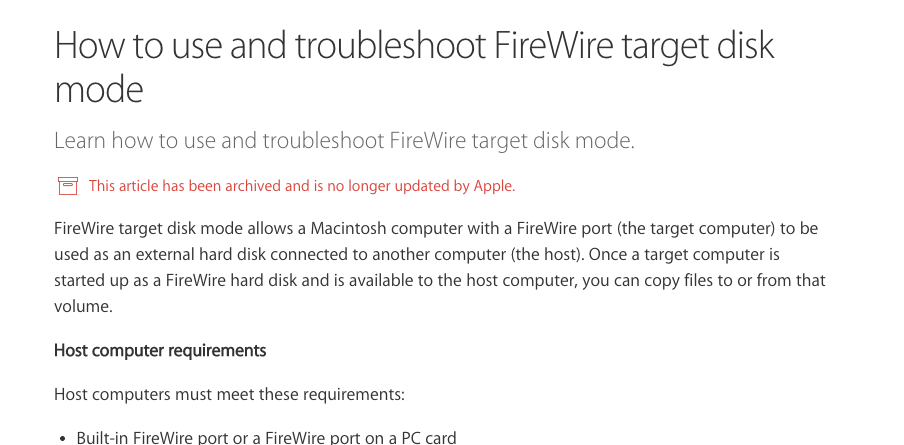 How to use and troubleshoot FireWire target disk
mode
Learn how to use and troubleshoot FireWire target disk mode.
This article has been archived and is no longer updated by Apple.
FireWire target disk mode allows a Macintosh computer with a FireWire port (the target computer) to be
used as an external hard disk connected to another computer (the host). Once a target computer is
started up as a FireWire hard disk and is available to the host computer, you can copy files to or from that
volume.
Host computer requirements
Host computers must meet these requirements:
• Built-in FireWire port or a FireWire port on a PC card